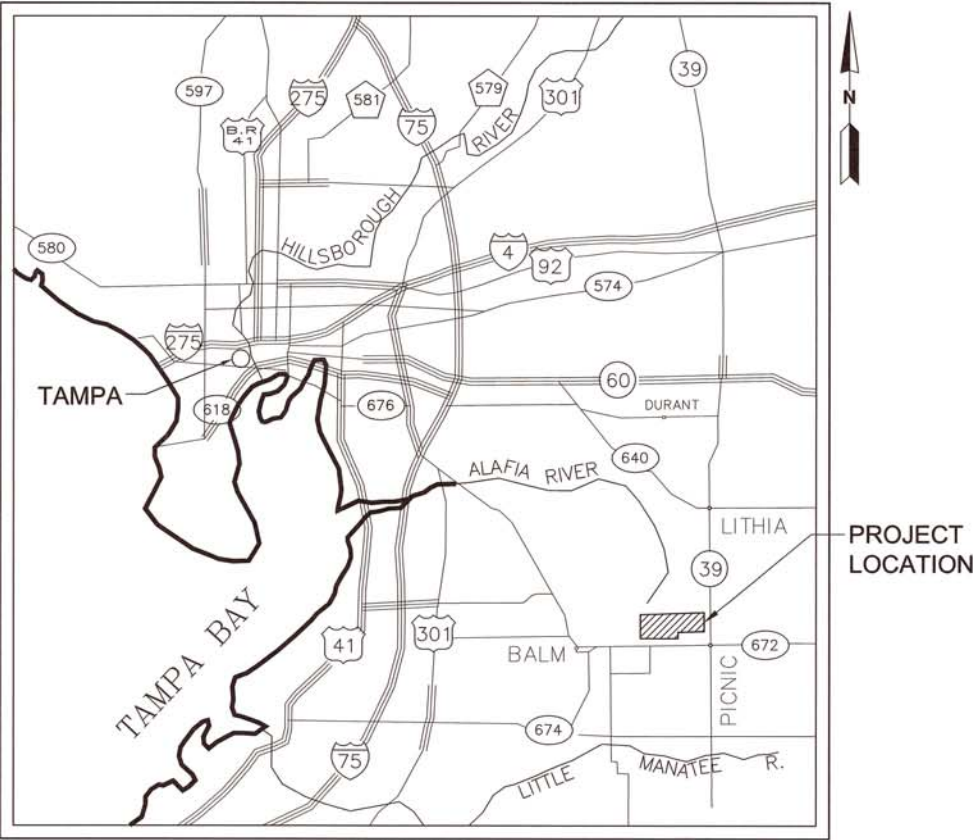 597
275
581
579
301
39
B.R
41
75
RIVER
N
HILLSBOROUGH
580
4
92
574
275
60
TAMPA
618
676
DURANT
640
ALAFIA RIVER
LITHIA
PROJECT
LOCATION
39
TAMPA BAY
41
301
BALM
672
PICNIC
674
75
LITTLE MANATEE R.